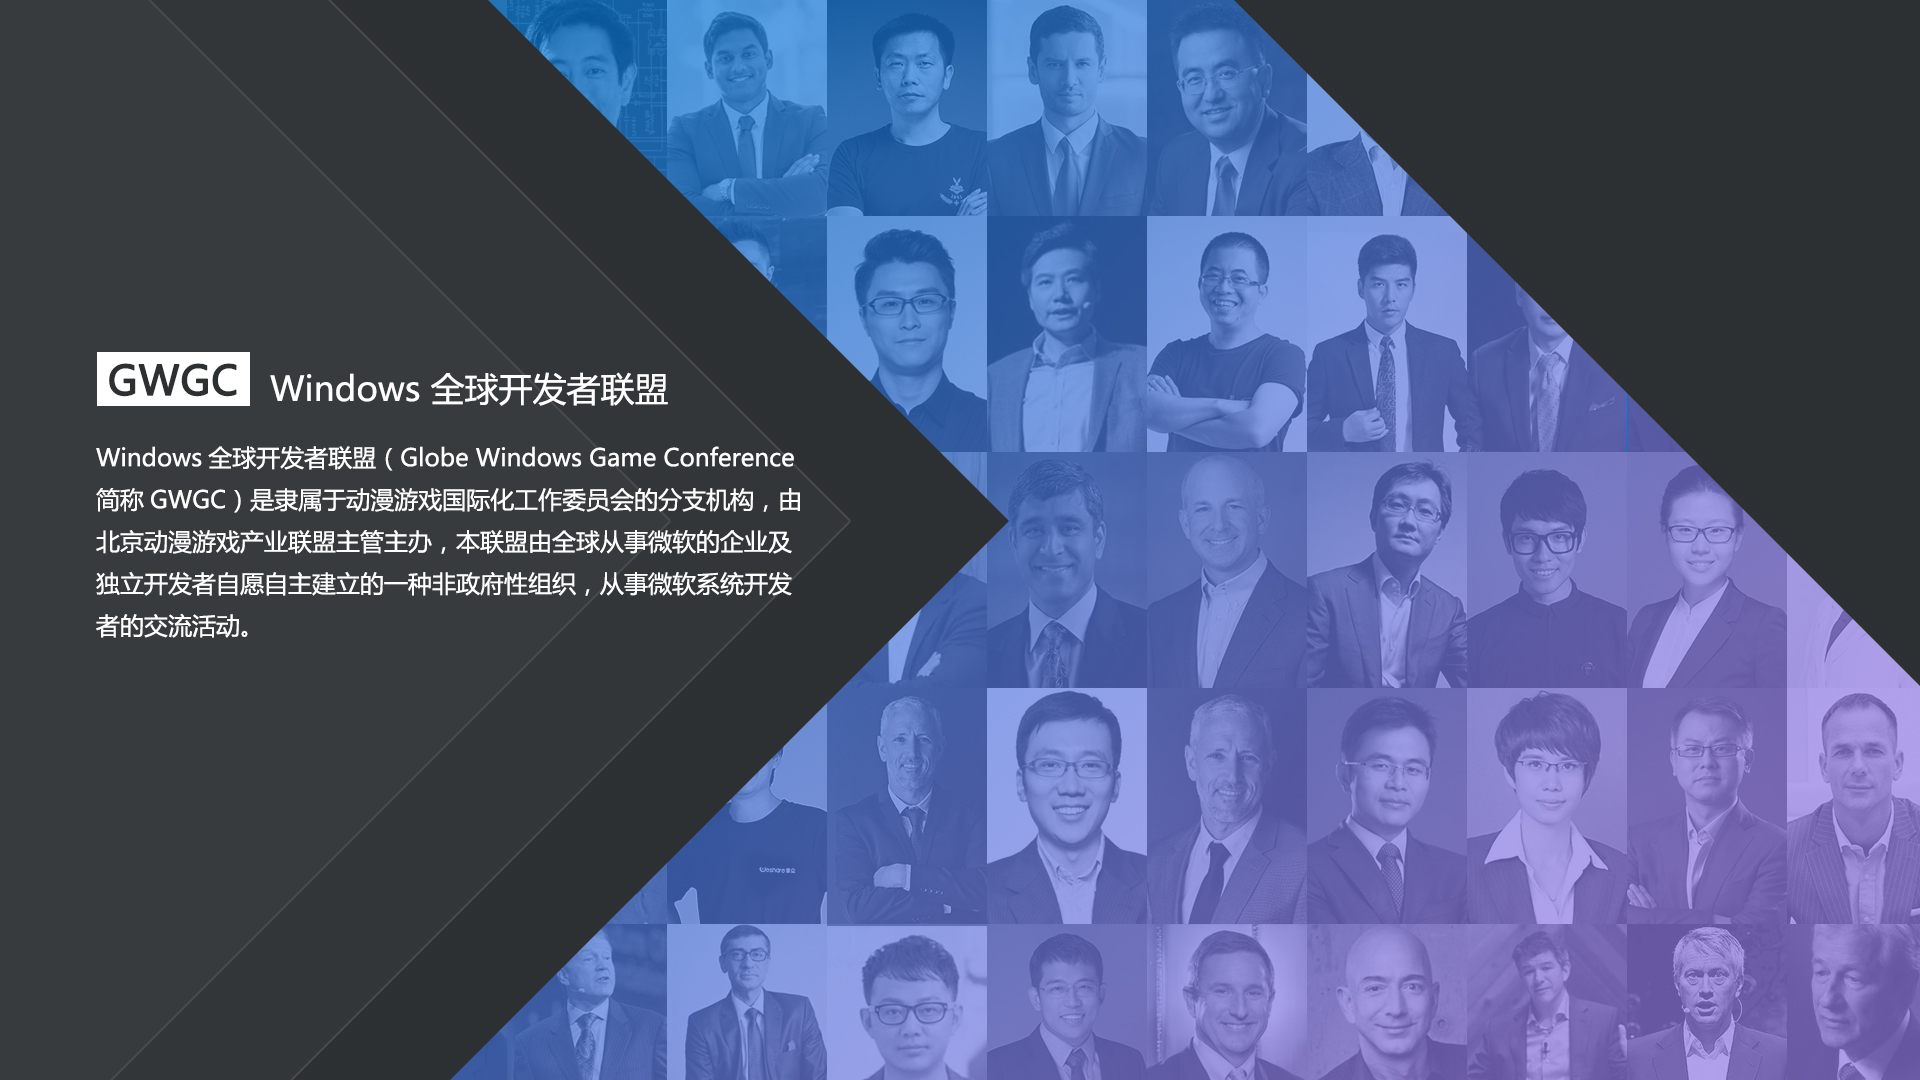 GWGC Windows 全球开发者联盟
Windows 全球开发者联盟（Globe Windows Game Conference
简称 GWGC）是隶属于动漫游戏国际化工作委员会的分支机构，由
北京动漫游戏产业联盟主管主办，本联盟由全球从事微软的企业及
独立开发者自愿自主建立的一种非政府性组织，从事微软系统开发
者的交流活动。